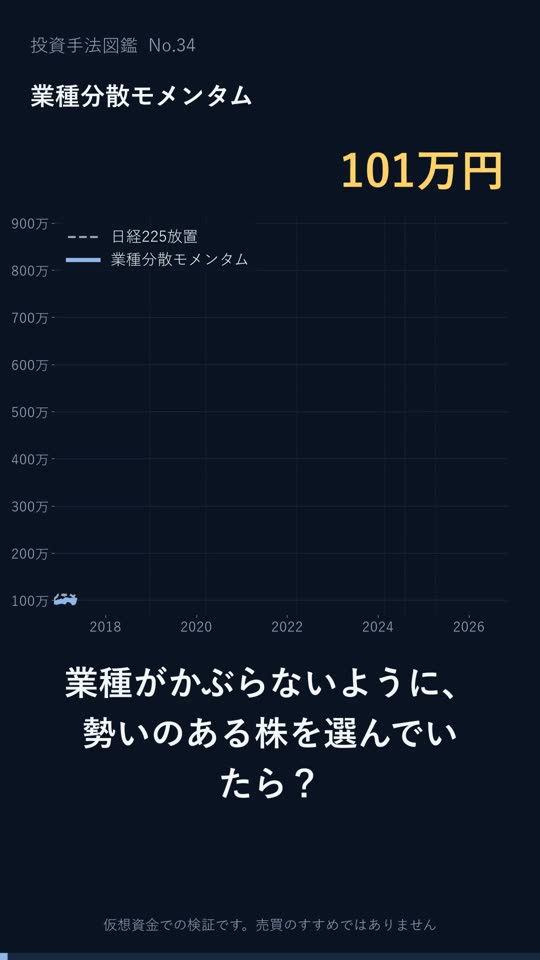 投資手法図鑑 No.34
業種分散モメンタム
101万円
900万
日経225放置
業種分散モメンタム
800万
700万
600万
500万
400万
300万
200万
100万
2018 2020 2022 2024 2026
業種がかぶらないように、
勢いのある株を選んでい
たら？
仮想資金での検証です。売買のすすめではありません